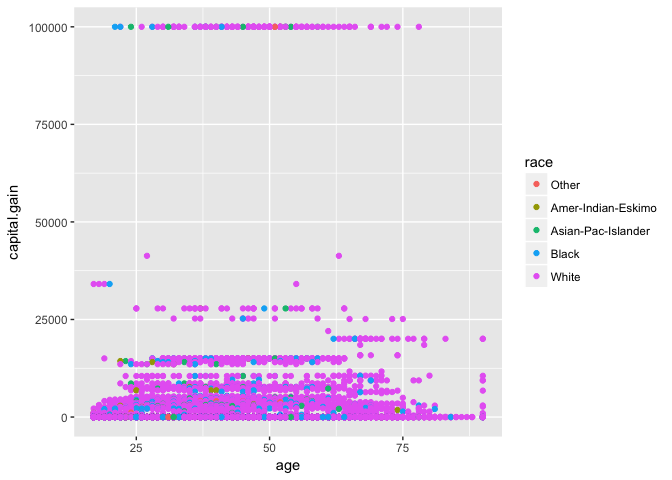 100000
75000
50000
25000
0
capital.gain
25
50
75
age
race
Other
Amer-Indian-Eskimo
Asian-Pac-Islander
Black
White